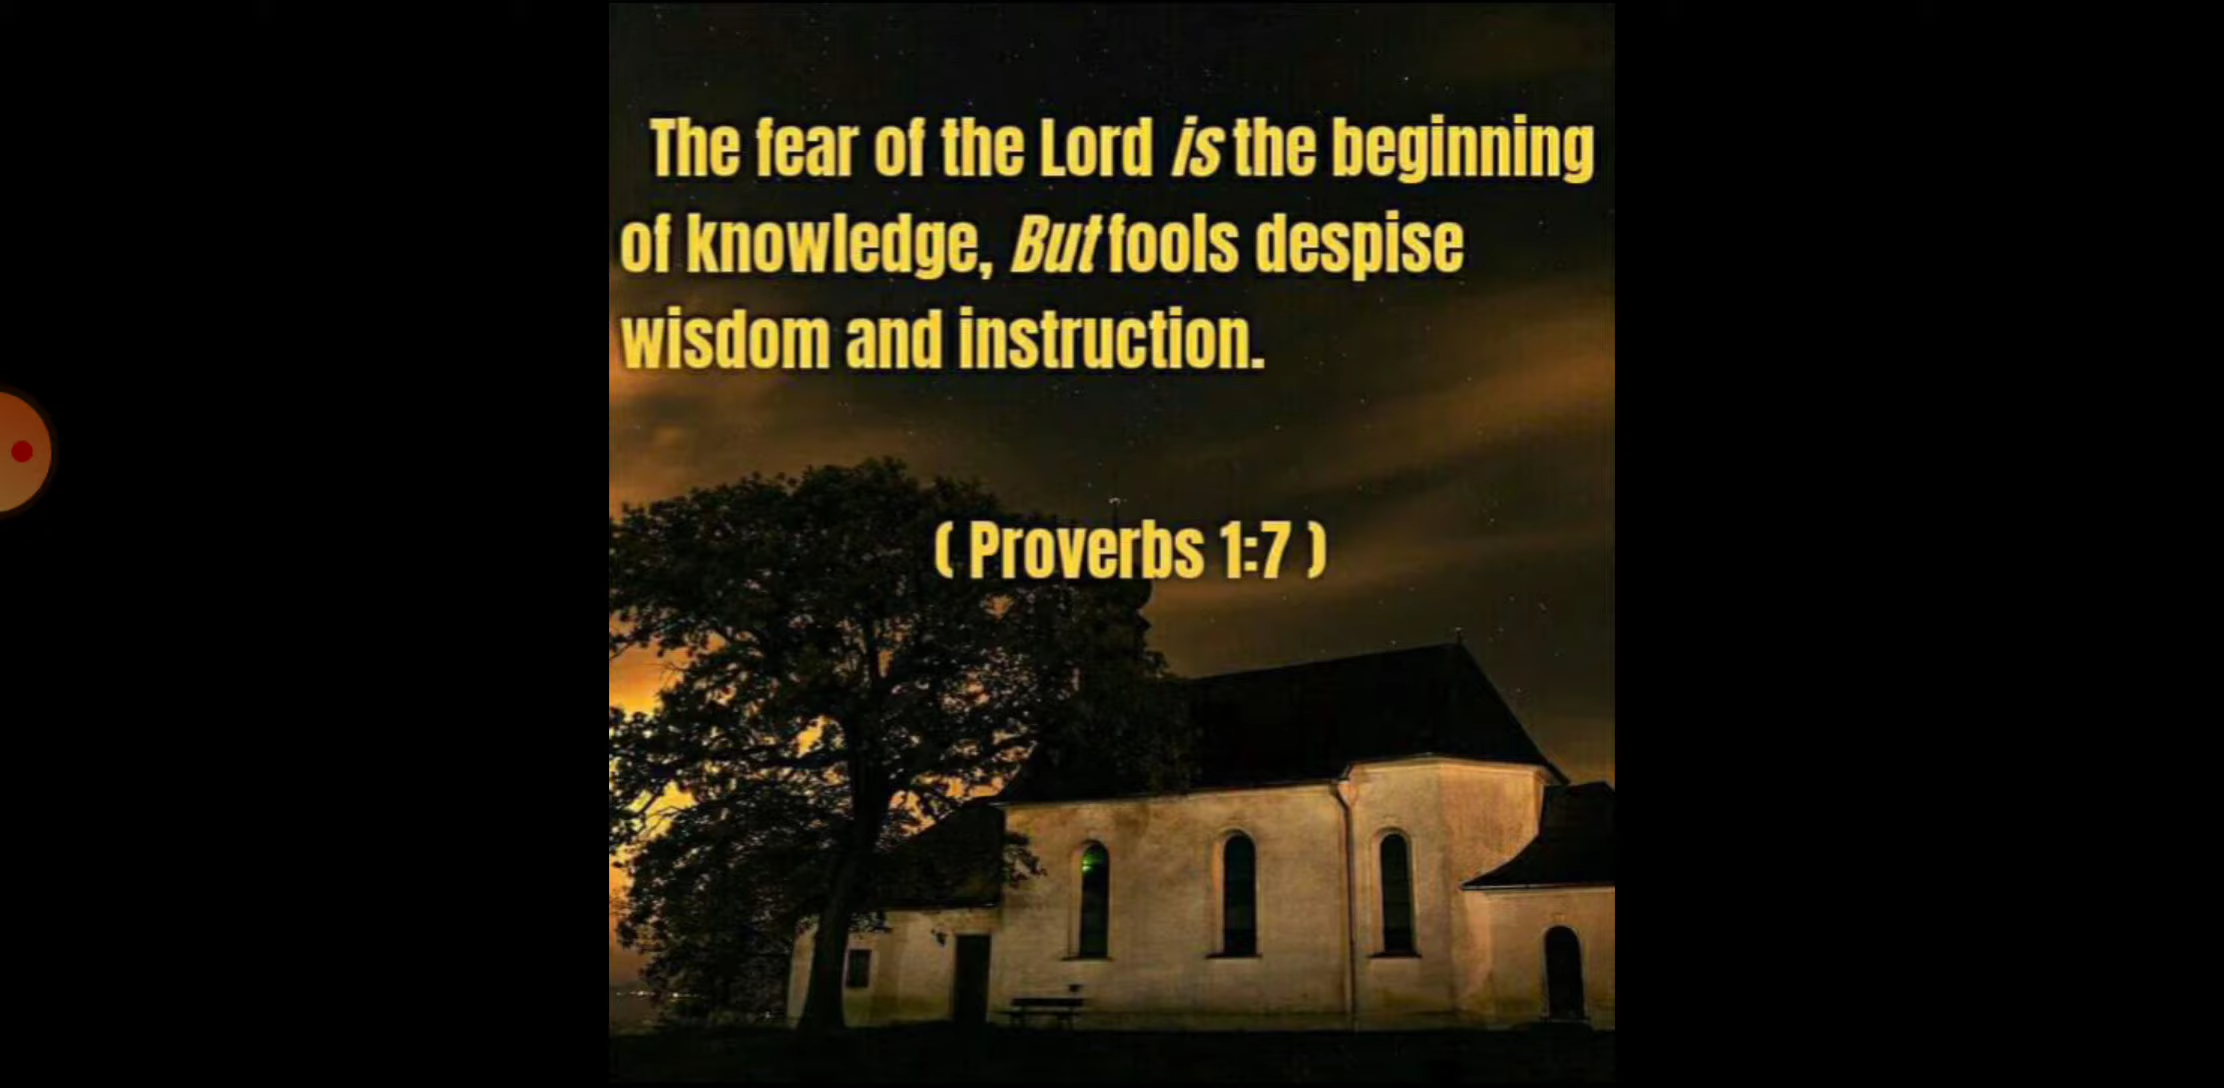 The fear of the Lord is the beginning
of knowledge, But fools despise
wisdom and instruction.
( Proverbs 1:7 )